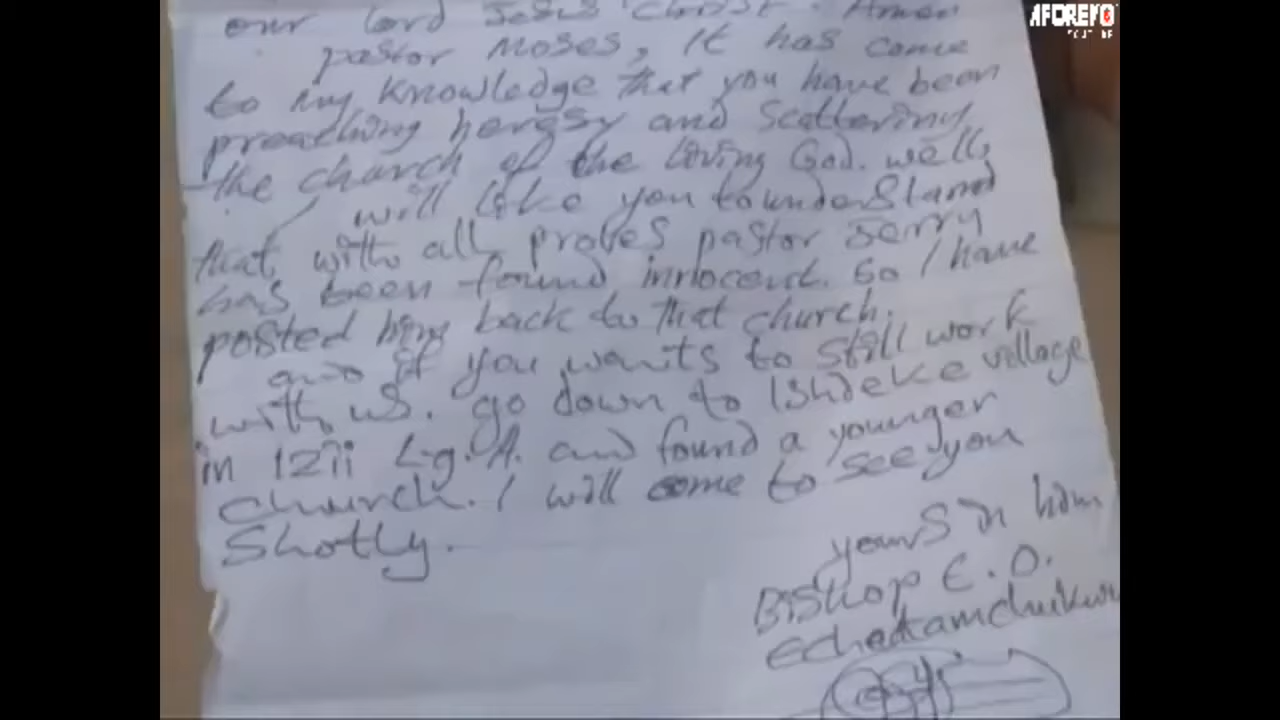 AFOREVO
our lord Jesus Christ. Amen
pastor Moses, It has come
to my knowledge that you have been
preaching heresy and scattering
the church of the living God. well,
will like you to understand
that with all proves pastor Jerry
has been found innocent. So I have
posted him back to that church.
and if you wants to still work
with us. go down to Ishieke village
in Izii L.g.A. and found a younger
church. I will come to see you
Shotly.
yours in him
Bishop E.O.